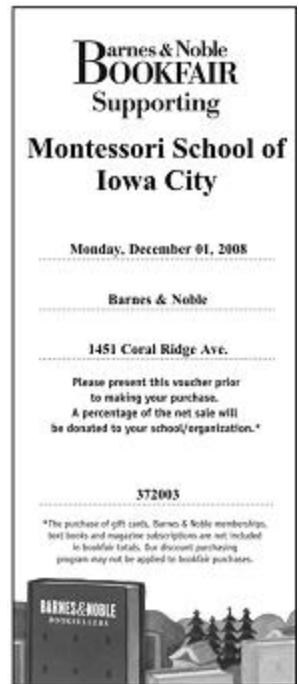 Barnes & Noble
BOOKFAIR
Supporting
Montessori School of
Iowa City
Monday, December 01, 2008
Barnes & Noble
1451 Coral Ridge Ave.
Please present this voucher prior
to making your purchase.
A percentage of the net sale will
be donated to your school/organization.*
372003
*The purchase of gift cards, Barnes & Noble memberships,
text books and magazine subscriptions are not included
in bookfair totals. Our discount purchasing
program may not be applied to bookfair purchases.
BARNES&NOBLE
BOOKSELLERS